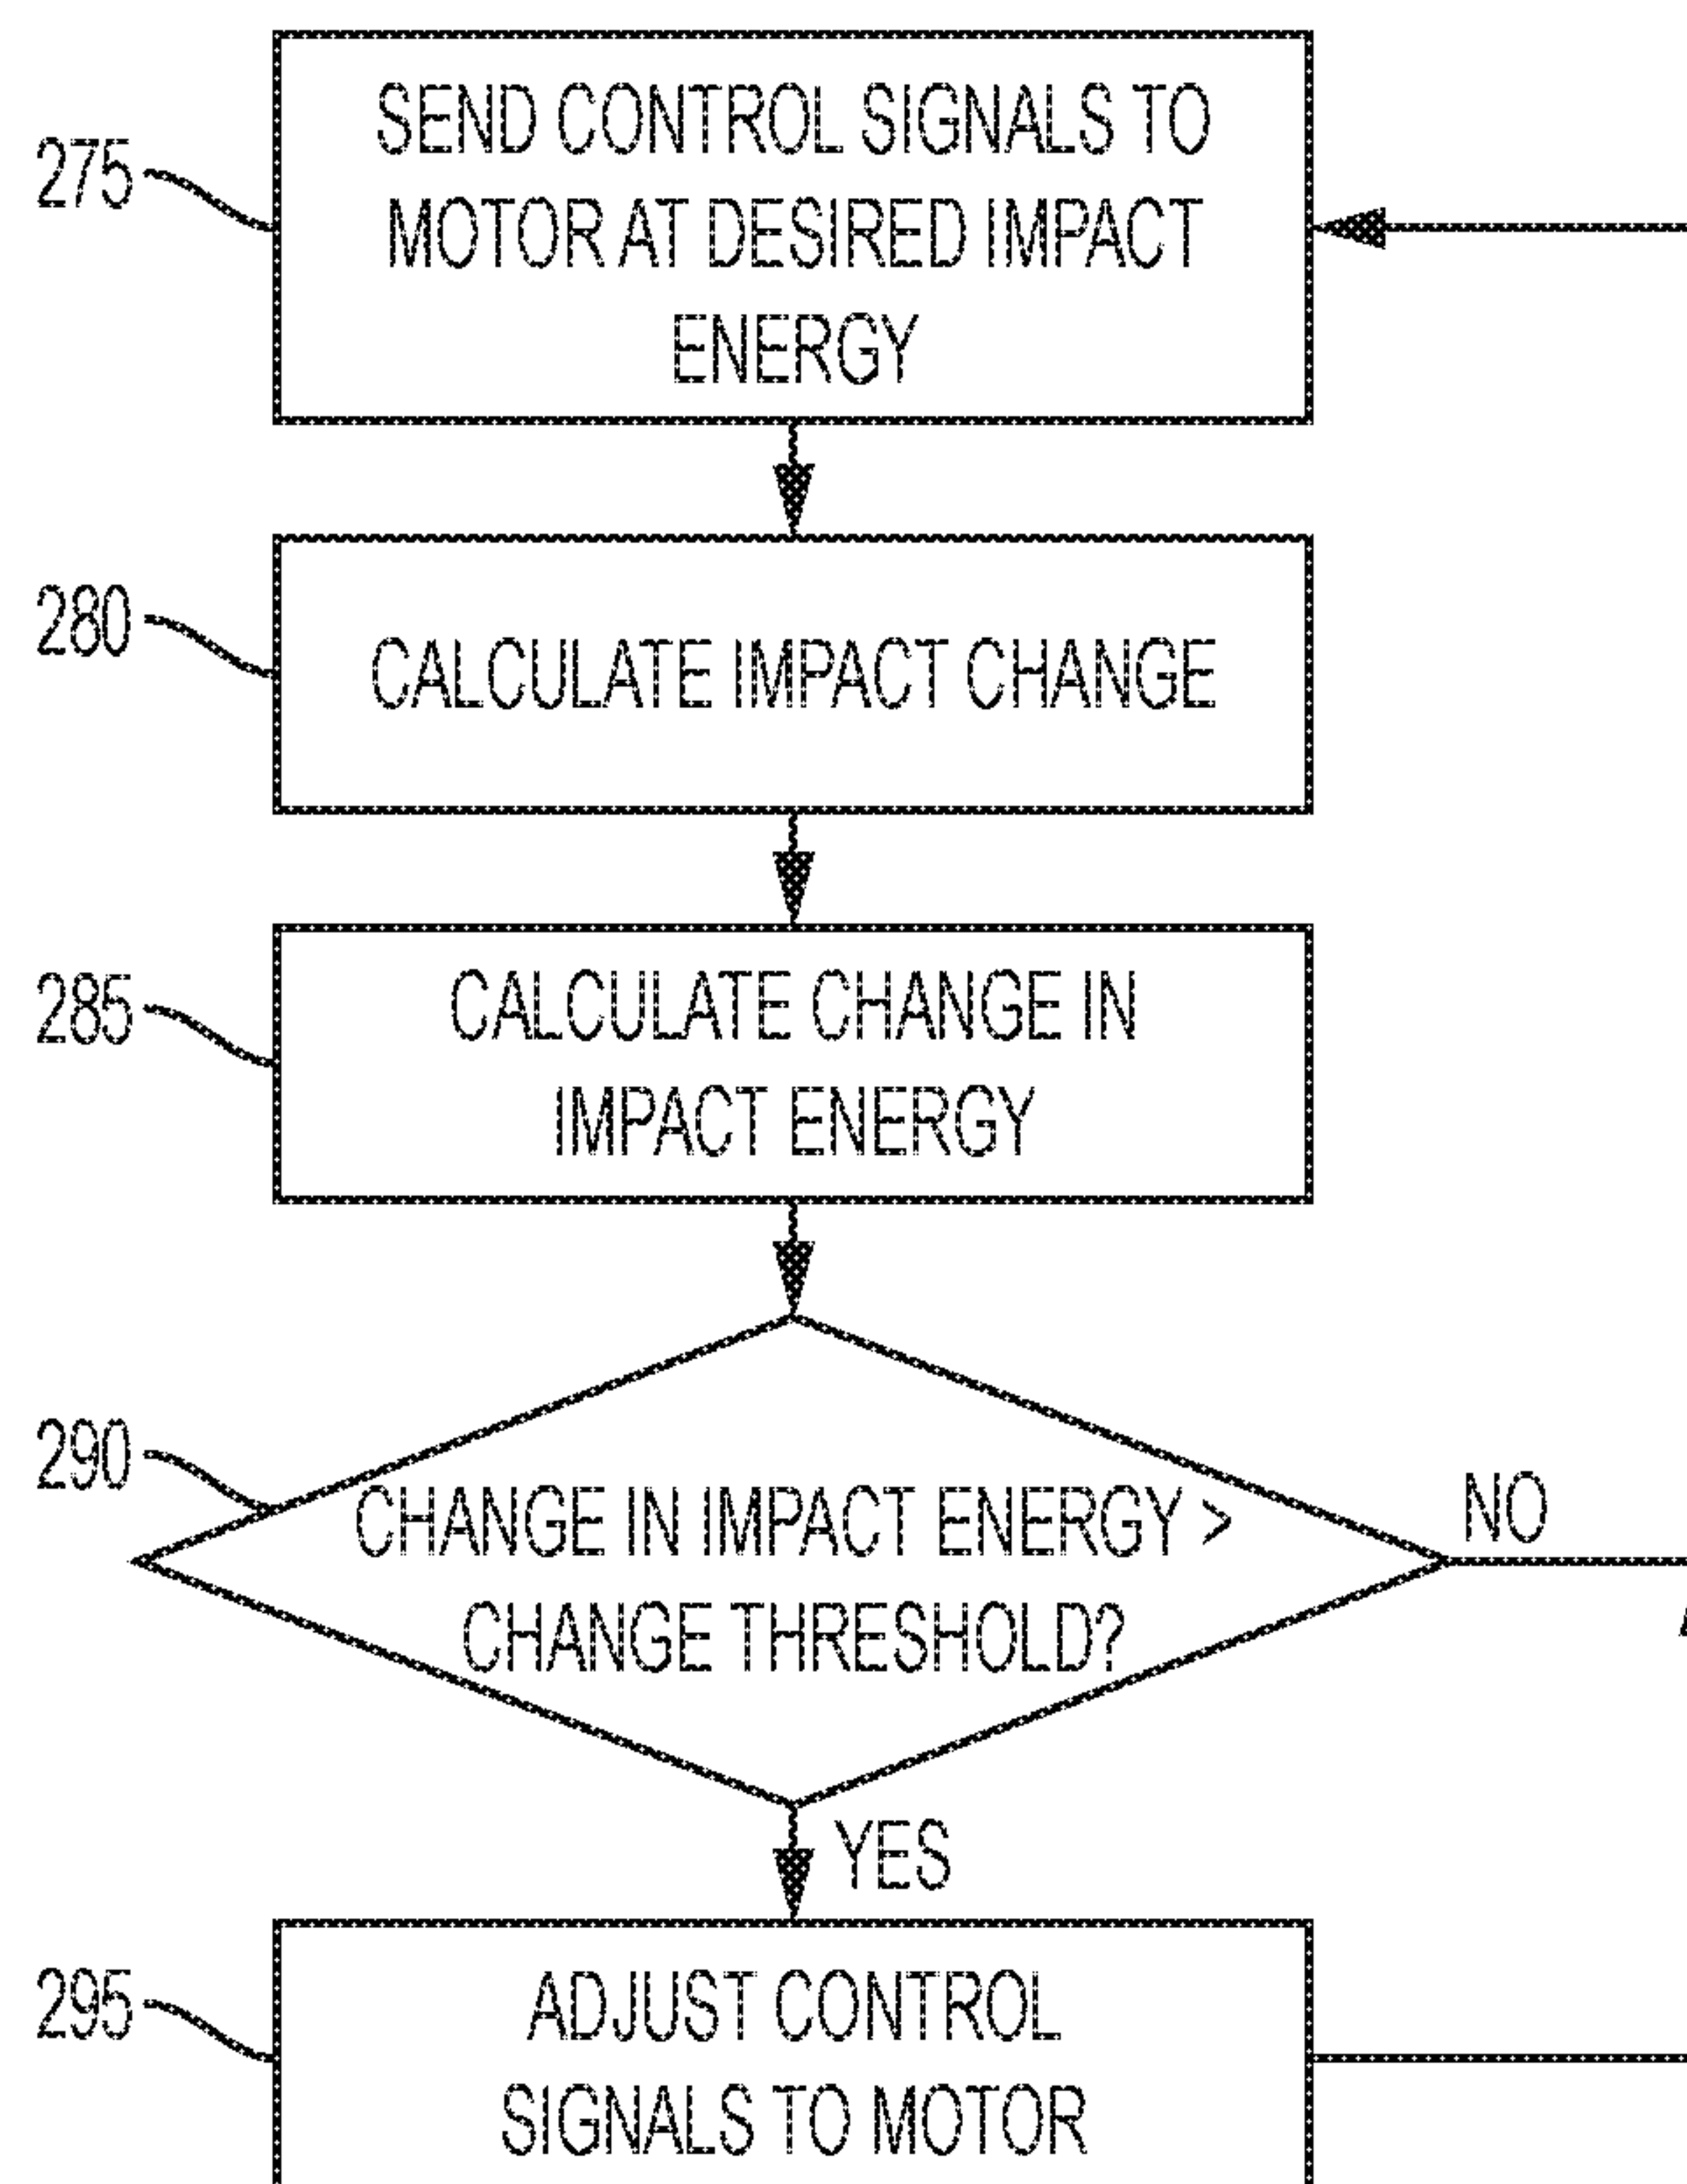 275
SEND CONTROL SIGNALS TO
MOTOR AT DESIRED IMPACT
ENERGY
280
CALCULATE IMPACT CHANGE
285
CALCULATE CHANGE IN
IMPACT ENERGY
290
CHANGE IN IMPACT ENERGY >
CHANGE THRESHOLD?
NO
YES
295
ADJUST CONTROL
SIGNALS TO MOTOR